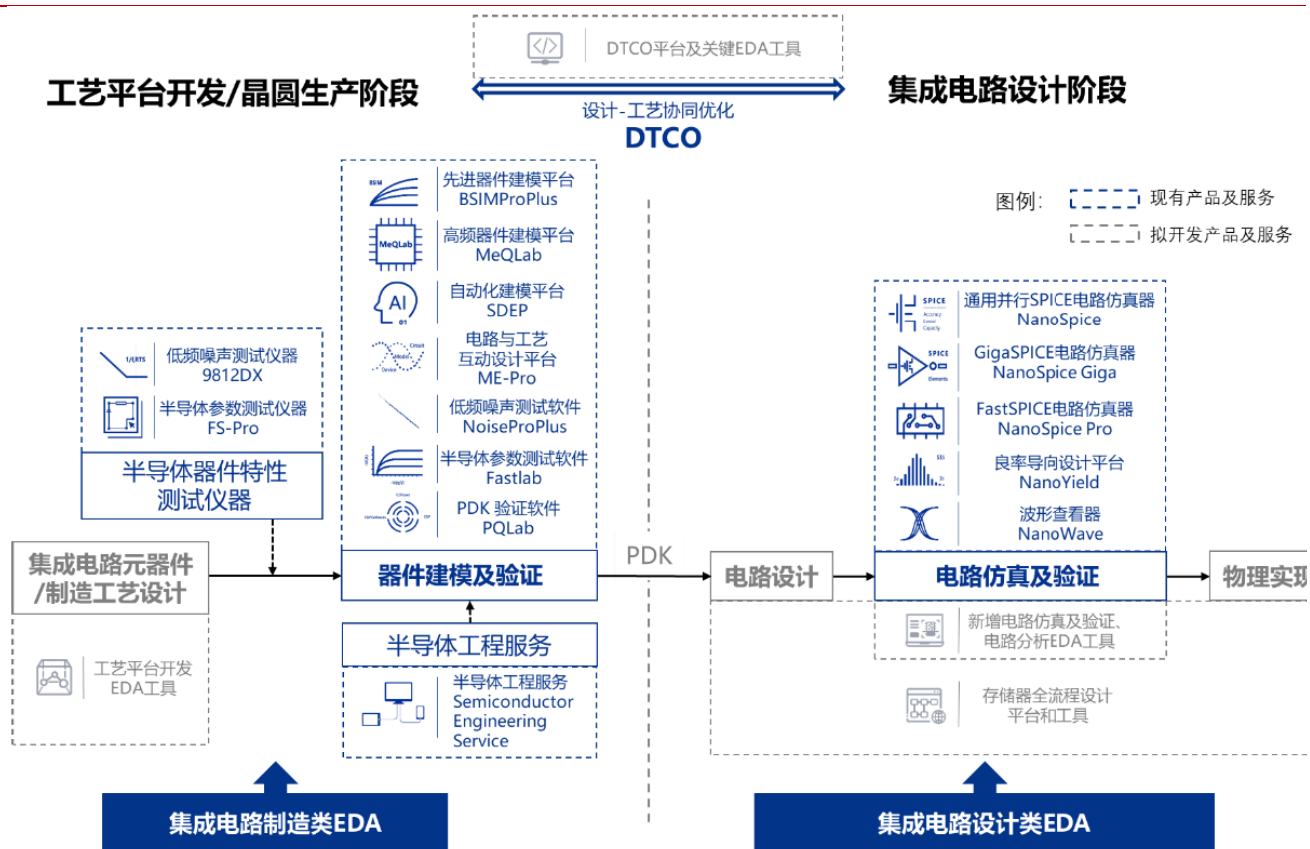 DTCO平台及关键EDA工具
工艺平台开发/晶圆生产阶段
集成电路设计阶段
设计-工艺协同优化
DTCO
图例：
现有产品及服务
拟开发产品及服务
1/f,RTS
低频噪声测试仪器
9812DX
半导体参数测试仪器
FS-Pro
半导体器件特性
测试仪器
集成电路元器件
/制造工艺设计
工艺平台开发
EDA工具
BSIM
先进器件建模平台
BSIMProPlus
MeQLab
高频器件建模平台
MeQLab
AI
自动化建模平台
SDEP
Circuit
Model
Device
电路与工艺
互动设计平台
ME-Pro
低频噪声测试软件
NoiseProPlus
半导体参数测试软件
Fastlab
PDK 验证软件
PQLab
器件建模及验证
半导体工程服务
半导体工程服务
Semiconductor
Engineering
Service
PDK
电路设计
SPICE
Accuracy
Capacity
通用并行SPICE电路仿真器
NanoSpice
SPICE
Elements
GigaSPICE电路仿真器
NanoSpice Giga
FastSPICE电路仿真器
NanoSpice Pro
良率导向设计平台
NanoYield
波形查看器
NanoWave
电路仿真及验证
物理实现
新增电路仿真及验证、
电路分析EDA工具
存储器全流程设计
平台和工具
集成电路制造类EDA
集成电路设计类EDA